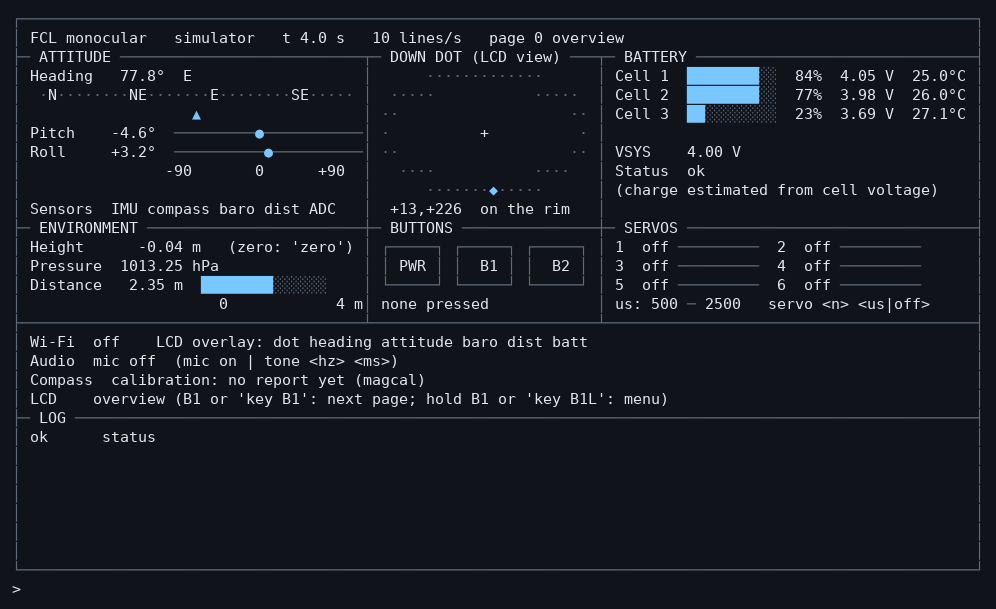 FCL monocular   simulator   t 4.0 s   10 lines/s   page 0 overview
ATTITUDE   DOWN DOT (LCD view)   BATTERY
Heading   77.8°  E   Cell 1   84%  4.05 V  25.0°C
N   NE   E   SE   Cell 2   77%  3.98 V  26.0°C
Cell 3   23%  3.69 V  27.1°C
Pitch    -4.6°   +
Roll     +3.2°   VSYS    4.00 V
-90       0      +90   Status  ok
(charge estimated from cell voltage)
Sensors  IMU compass baro dist ADC   +13,+226  on the rim
ENVIRONMENT   BUTTONS   SERVOS
Height      -0.04 m   (zero: 'zero')   1  off   2  off
Pressure  1013.25 hPa   PWR   B1   B2   3  off   4  off
Distance   2.35 m   5  off   6  off
0            4 m   none pressed   us: 500 ─ 2500   servo <n> <us|off>
Wi-Fi  off    LCD overlay: dot heading attitude baro dist batt
Audio  mic off  (mic on | tone <hz> <ms>)
Compass  calibration: no report yet (magcal)
LCD    overview (B1 or 'key B1': next page; hold B1 or 'key B1L': menu)
LOG
ok      status
>